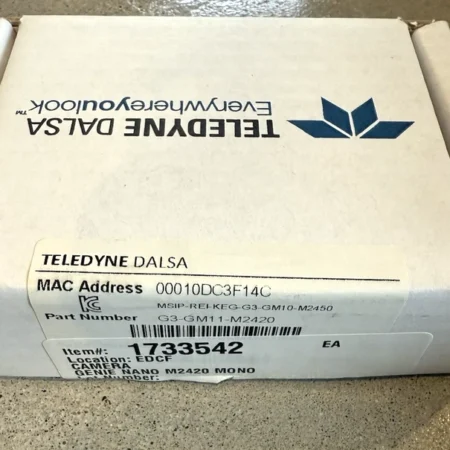 TELEDYNE DALSA
Everywhereyoulook™
TELEDYNE DALSA
MAC Address 00010DC3F14C
MSIP-REI-KEG-G3-GM10-M2450
Part Number G3-GM11-M2420
Item#: 1733542 EA
Location: EDCF
CAMERA
GENIE NANO M2420 MONO